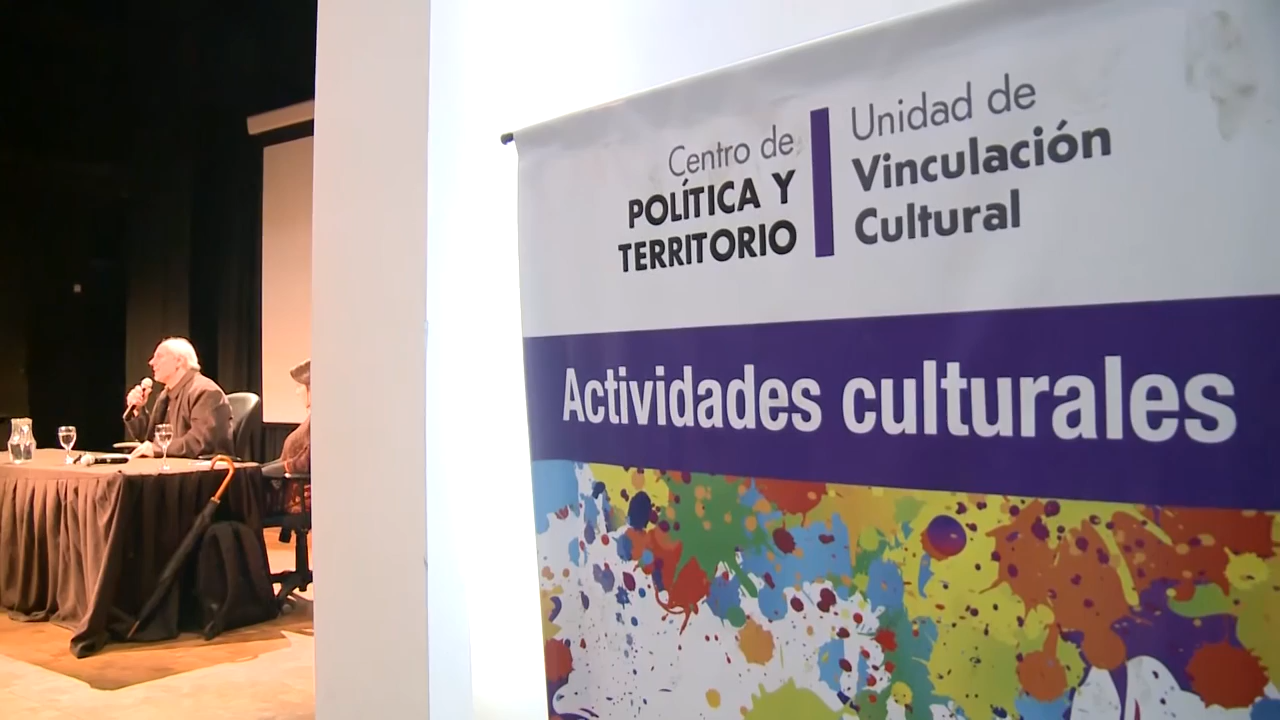 Centro de
POLÍTICA Y
TERRITORIO
Unidad de
Vinculación
Cultural
Actividades culturales